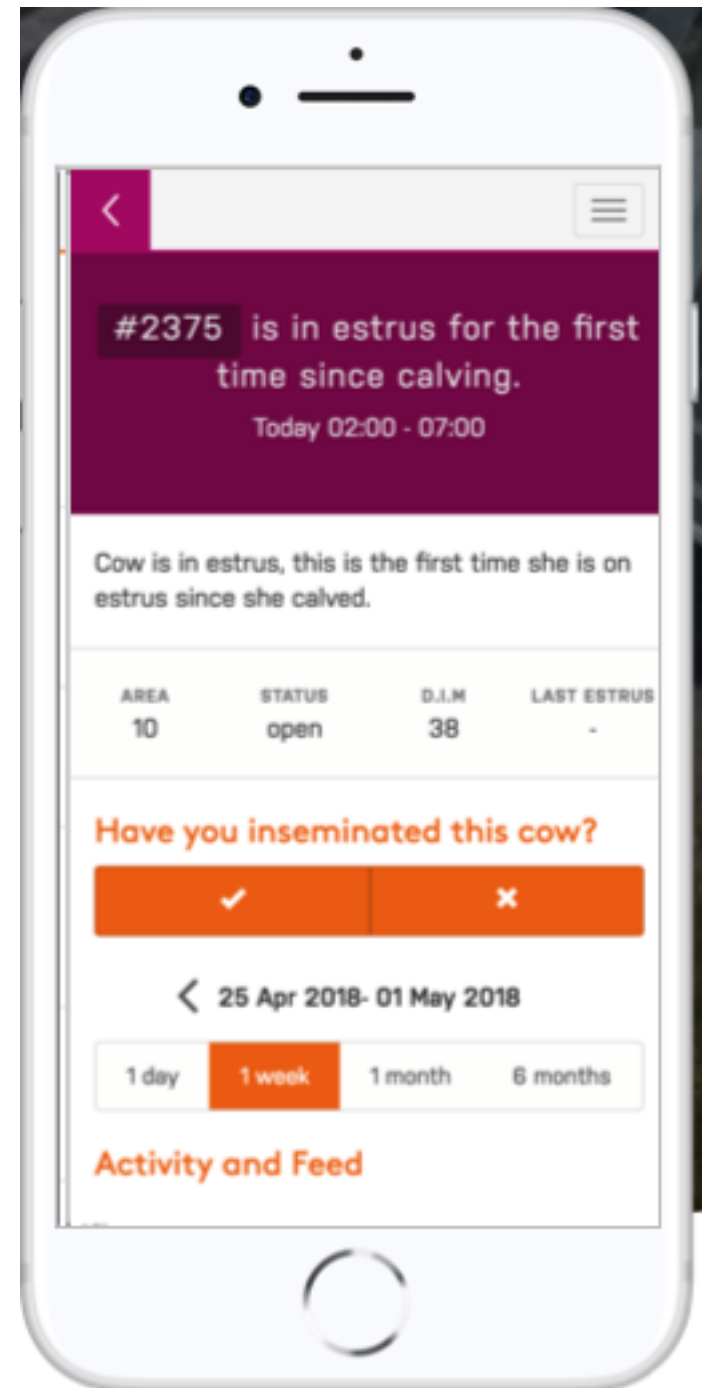 #2375 is in estrus for the first
time since calving.
Today 02:00 - 07:00
Cow is in estrus, this is the first time she is on
estrus since she calved.
AREA STATUS D.I.M LAST ESTRUS
10 open 38 -
Have you inseminated this cow?
25 Apr 2018- 01 May 2018
1 day 1 week 1 month 6 months
Activity and Feed